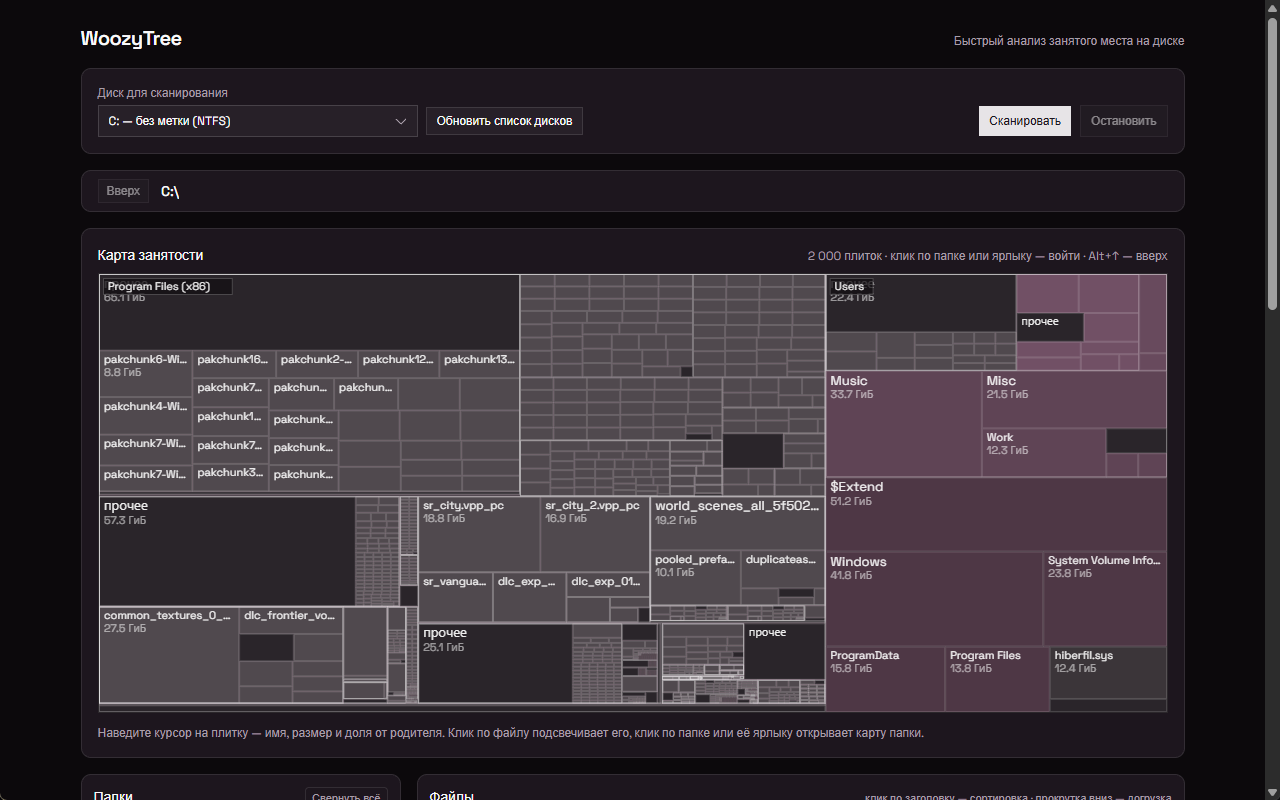 WoozyTree
Быстрый анализ занятого места на диске
Диск для сканирования
C: — без метки (NTFS)
Обновить список дисков
Сканировать
Остановить
Вверх
C:\
Карта занятости
2 000 плиток · клик по папке или ярлыку — войти · Alt+↑ — вверх
Program Files (x86)
65.1 ГиБ
Users
22.4 ГиБ
прочее
pakchunk6-Wi...
8.8 ГиБ
pakchunk16...
pakchunk2-...
pakchunk12...
pakchunk13...
pakchunk7...
pakchun...
pakchun...
pakchunk4-Wi...
pakchunk1...
pakchunk...
pakchunk7-Wi...
pakchunk7...
pakchunk...
pakchunk7-Wi...
pakchunk3...
pakchunk...
Music
33.7 ГиБ
Misc
21.5 ГиБ
Work
12.3 ГиБ
$Extend
51.2 ГиБ
прочее
57.3 ГиБ
sr_city.vpp_pc
18.8 ГиБ
sr_city_2.vpp_pc
16.9 ГиБ
world_scenes_all_5f502...
19.2 ГиБ
pooled_prefa...
10.1 ГиБ
duplicateas...
Windows
41.8 ГиБ
System Volume Info...
23.8 ГиБ
sr_vangua...
dlc_exp_...
dlc_exp_01...
common_textures_0_...
27.5 ГиБ
dlc_frontier_vo...
прочее
25.1 ГиБ
прочее
ProgramData
15.8 ГиБ
Program Files
13.8 ГиБ
hiberfil.sys
12.4 ГиБ
Наведите курсор на плитку — имя, размер и доля от родителя. Клик по файлу подсвечивает его, клик по папке или её ярлыку открывает карту папки.
Папки
Свернуть всё
Файлы
клик по заголовку — сортировка · прокрутка вниз — догрузка